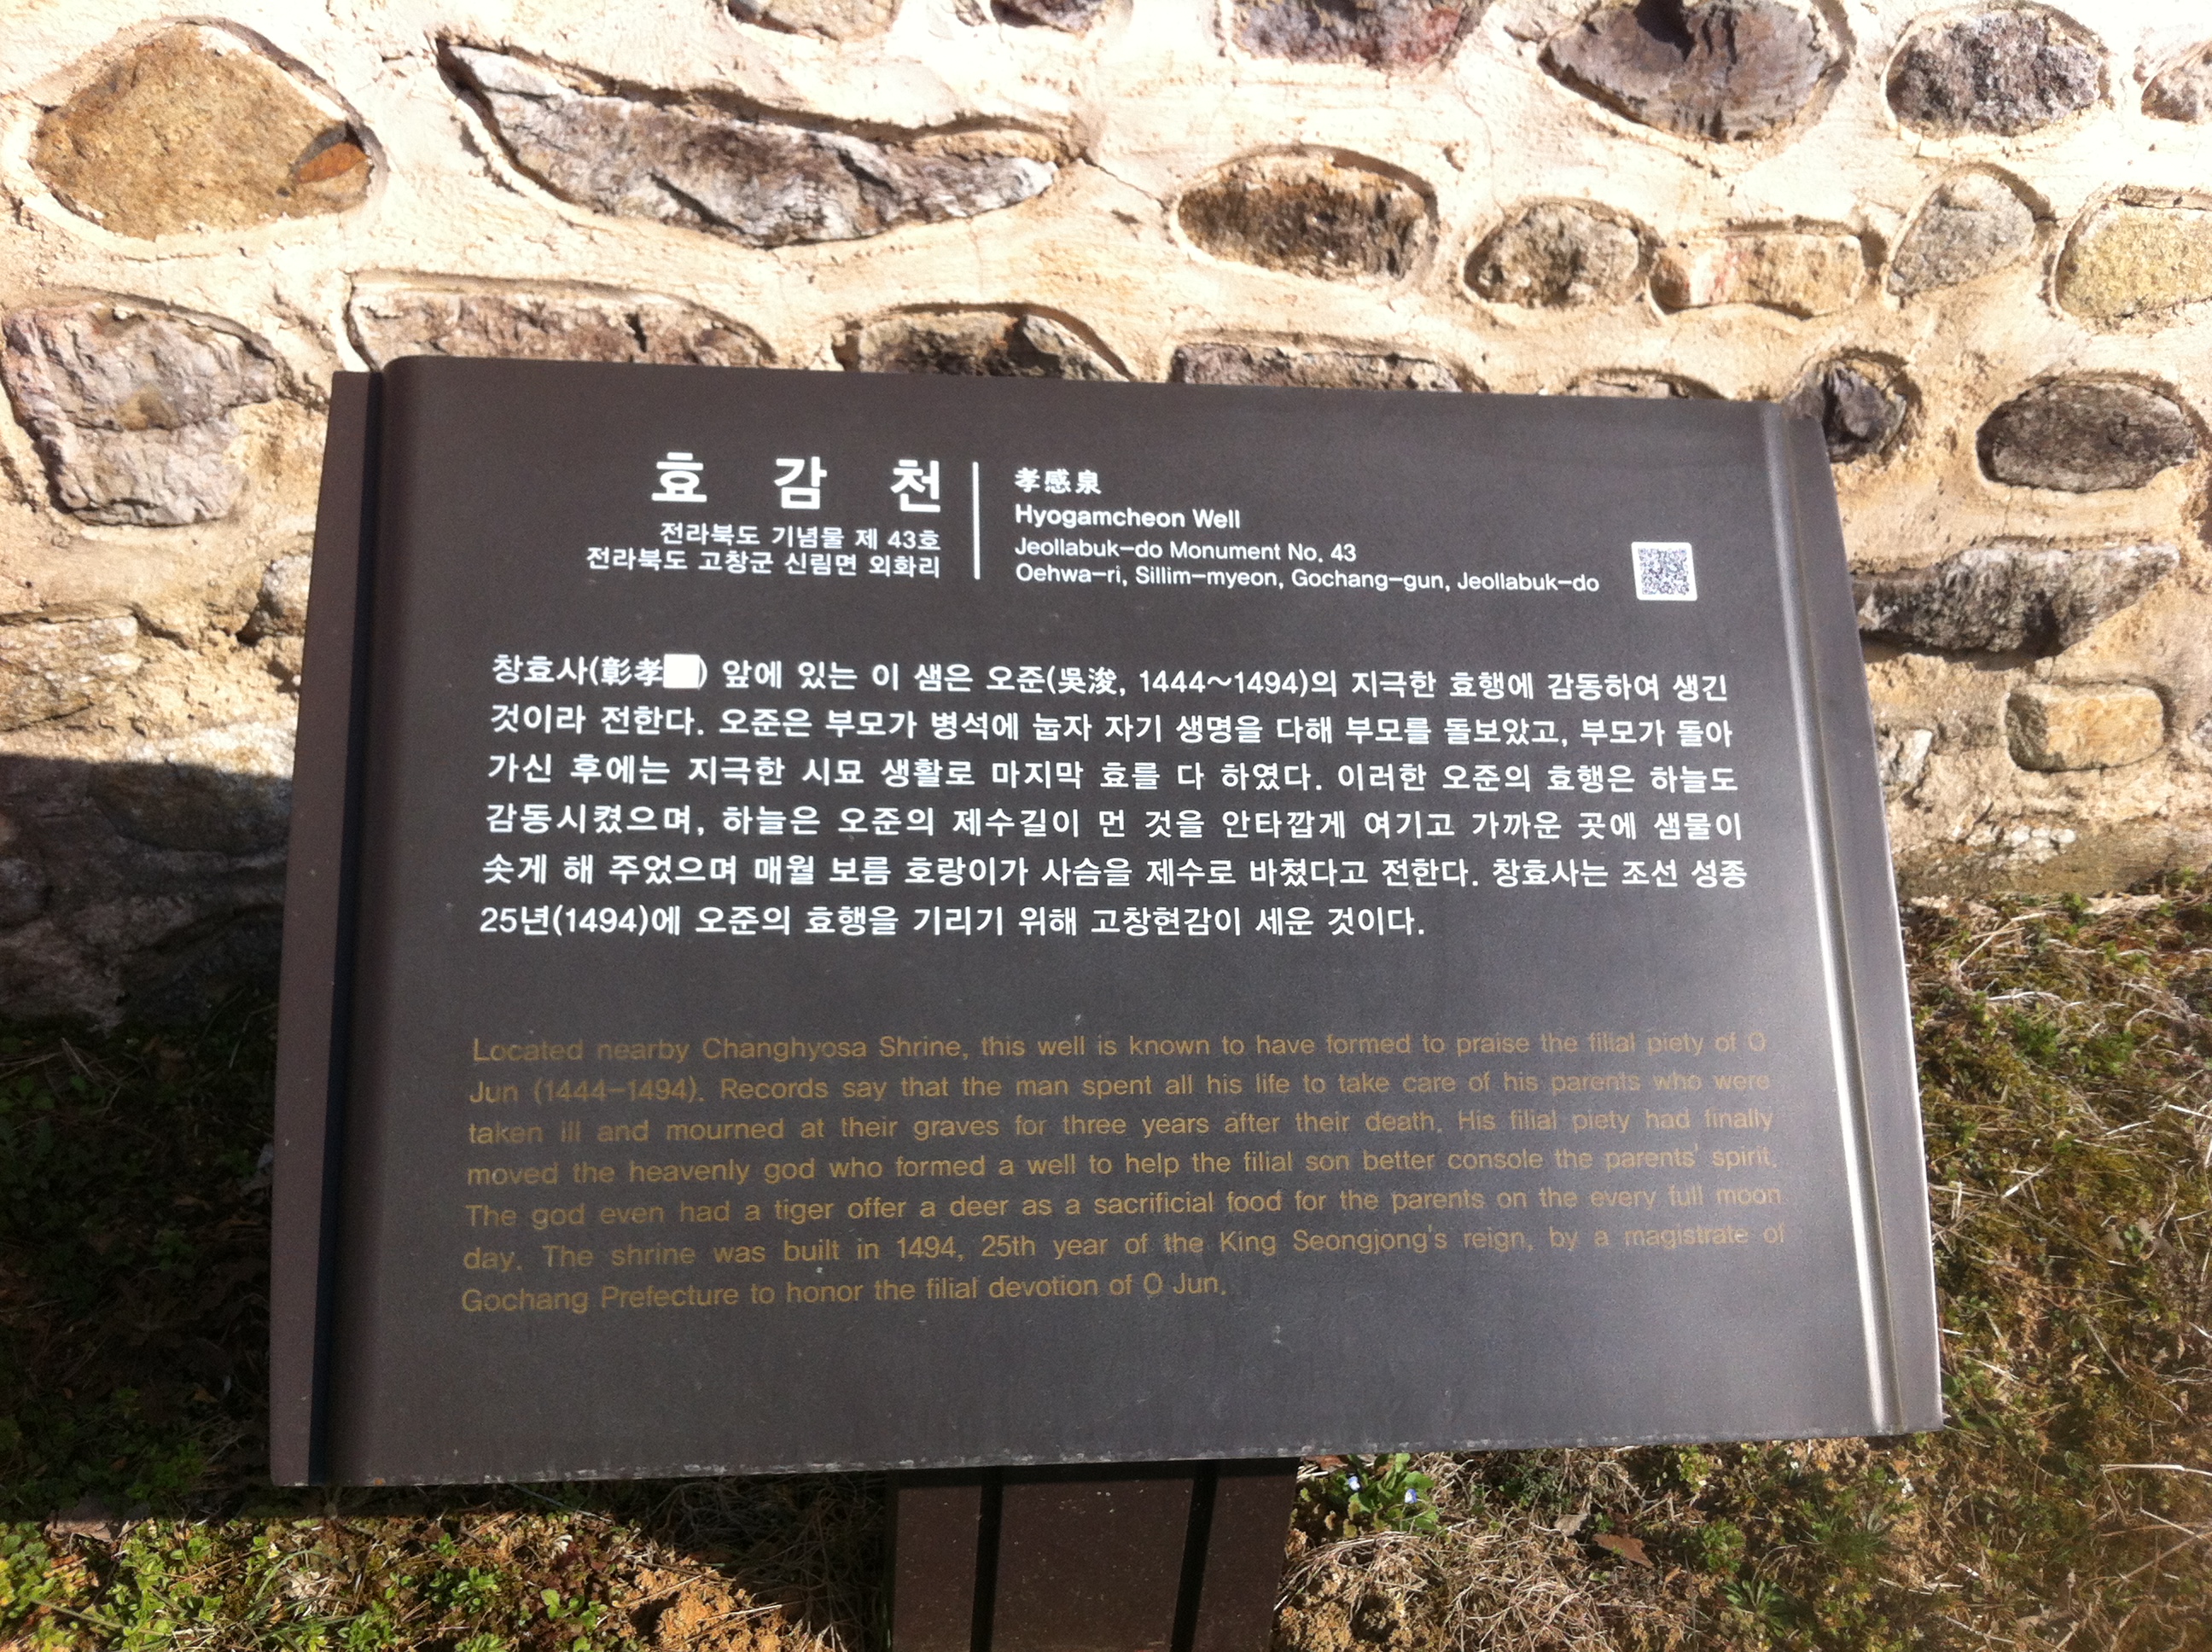 효 감 천
전라북도 기념물 제 43호
전라북도 고창군 신림면 외화리
孝感泉
Hyogamcheon Well
Jeollabuk-do Monument No. 43
Oehwa-ri, Sillim-myeon, Gochang-gun, Jeollabuk-do
창효사(彰孝) 앞에 있는 이 샘은 오준(吳浚, 1444~1494)의 지극한 효행에 감동하여 생긴
것이라 전한다. 오준은 부모가 병석에 눕자 자기 생명을 다해 부모를 돌보았고, 부모가 돌아
가신 후에는 지극한 시묘 생활로 마지막 효를 다 하였다. 이러한 오준의 효행은 하늘도
감동시켰으며, 하늘은 오준의 제수길이 먼 것을 안타깝게 여기고 가까운 곳에 샘물이
솟게 해 주었으며 매월 보름 호랑이가 사슴을 제수로 바쳤다고 전한다. 창효사는 조선 성종
25년(1494)에 오준의 효행을 기리기 위해 고창현감이 세운 것이다.
Located nearby Changhyosa Shrine, this well is known to have formed to praise the filial piety of O
Jun (1444-1494). Records say that the man spent all his life to take care of his parents who were
taken ill and mourned at their graves for three years after their death. His filial piety had finally
moved the heavenly god who formed a well to help the filial son better console the parents' spirit.
The god even had a tiger offer a deer as a sacrificial food for the parents on the every full moon
day. The shrine was built in 1494, 25th year of the King Seongjong's reign, by a magistrate of
Gochang Prefecture to honor the filial devotion of O Jun.